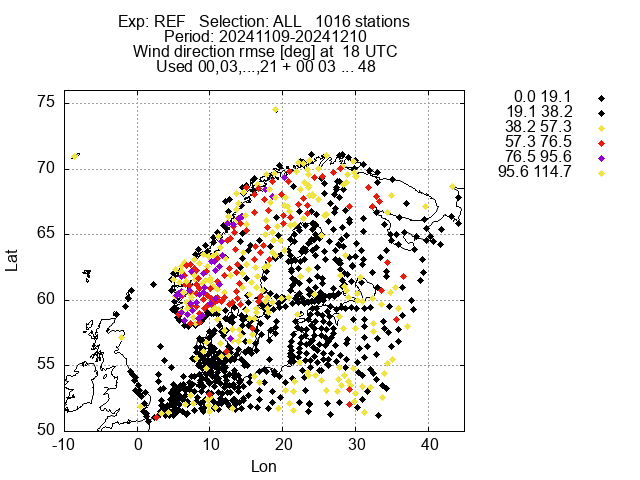 Exp: REF   Selection: ALL   1016 stations
Period: 20241109-20241210
Wind direction rmse [deg] at  18 UTC
Used 00,03,...,21 + 00 03 ... 48
0.0 19.1
19.1 38.2
38.2 57.3
57.3 76.5
76.5 95.6
95.6 114.7
75
70
65
60
55
50
Lat
-10 0 10 20 30 40
Lon